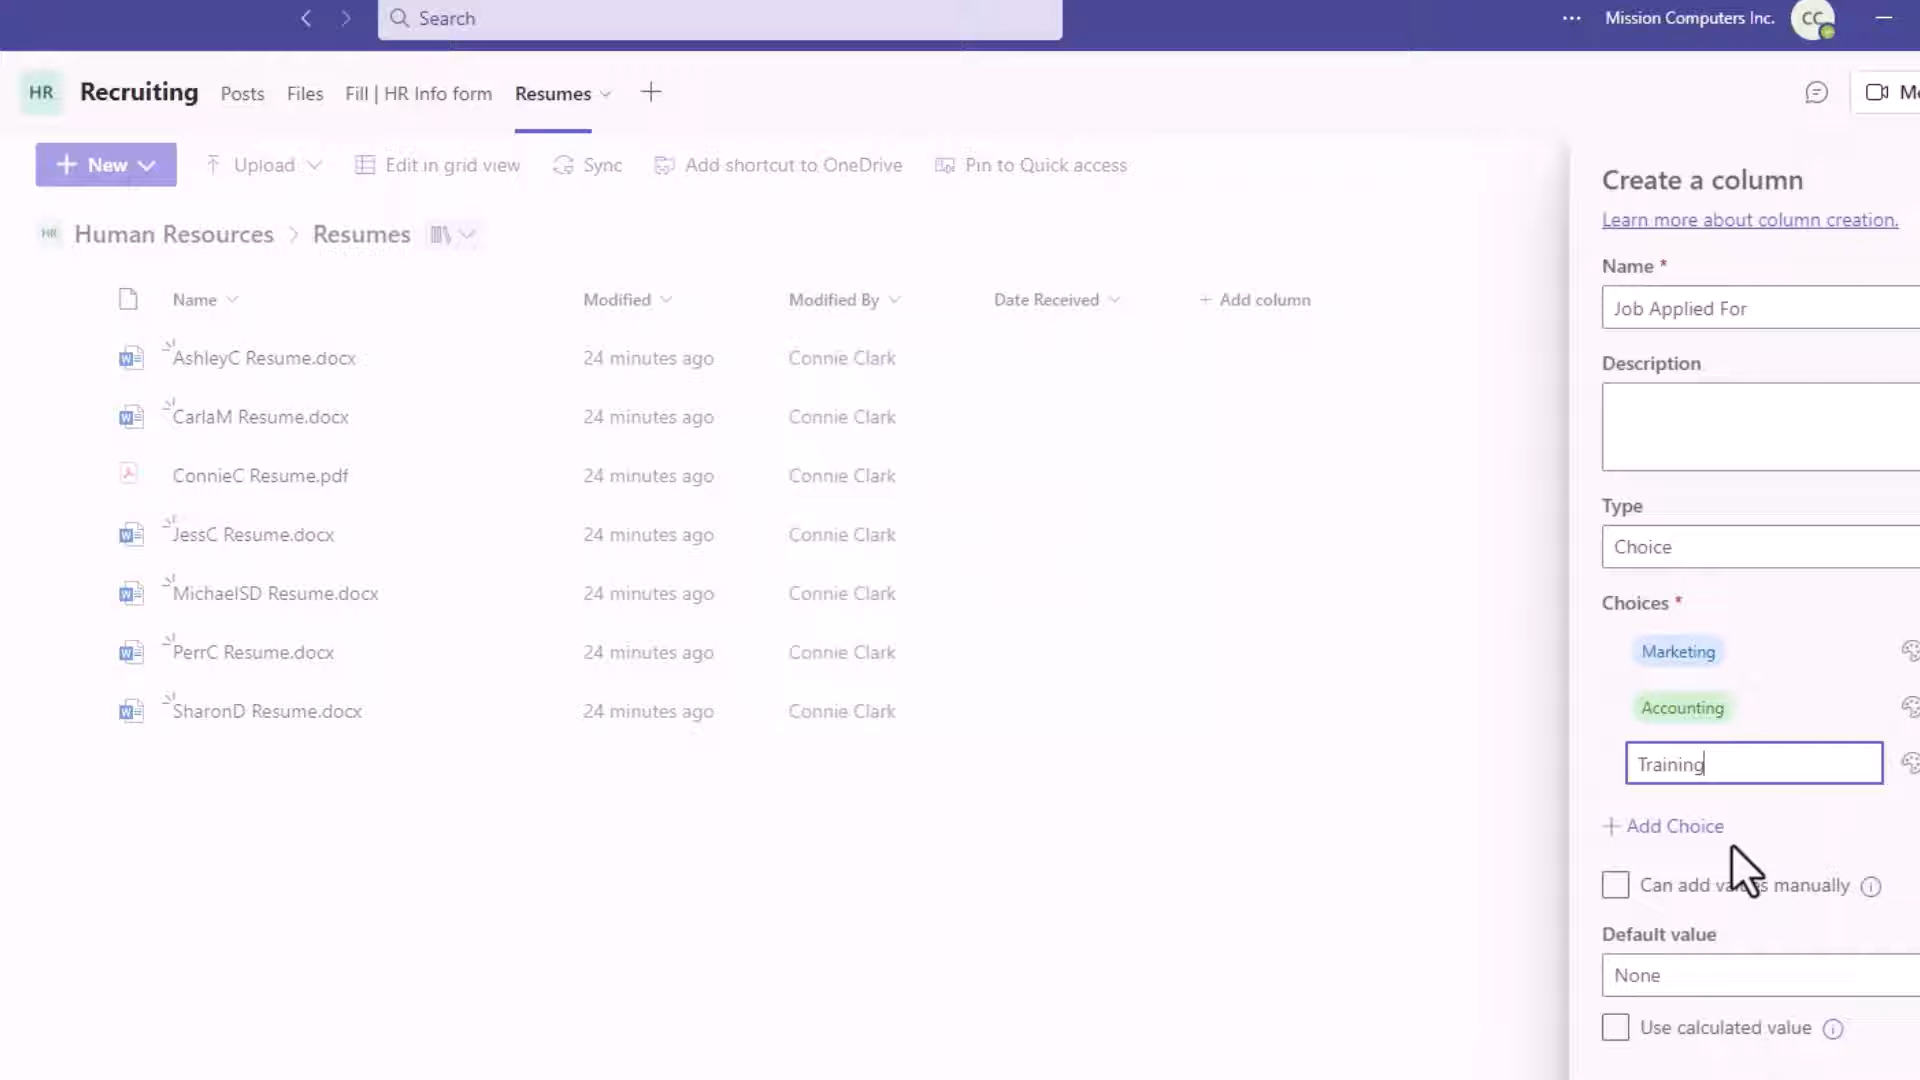 Search
Mission Computers Inc.
CC
HR
Recruiting
Posts
Files
Fill | HR Info form
Resumes
New
Upload
Edit in grid view
Sync
Add shortcut to OneDrive
Pin to Quick access
HR
Human Resources > Resumes
Name
Modified
Modified By
Date Received
+ Add column
AshleyC Resume.docx
24 minutes ago
Connie Clark
CarlaM Resume.docx
24 minutes ago
Connie Clark
ConnieC Resume.pdf
24 minutes ago
Connie Clark
JessC Resume.docx
24 minutes ago
Connie Clark
MichaelSD Resume.docx
24 minutes ago
Connie Clark
PerrC Resume.docx
24 minutes ago
Connie Clark
SharonD Resume.docx
24 minutes ago
Connie Clark
Create a column
Learn more about column creation.
Name *
Job Applied For
Description
Type
Choice
Choices *
Marketing
Accounting
Training
+ Add Choice
Can add values manually
Default value
None
Use calculated value